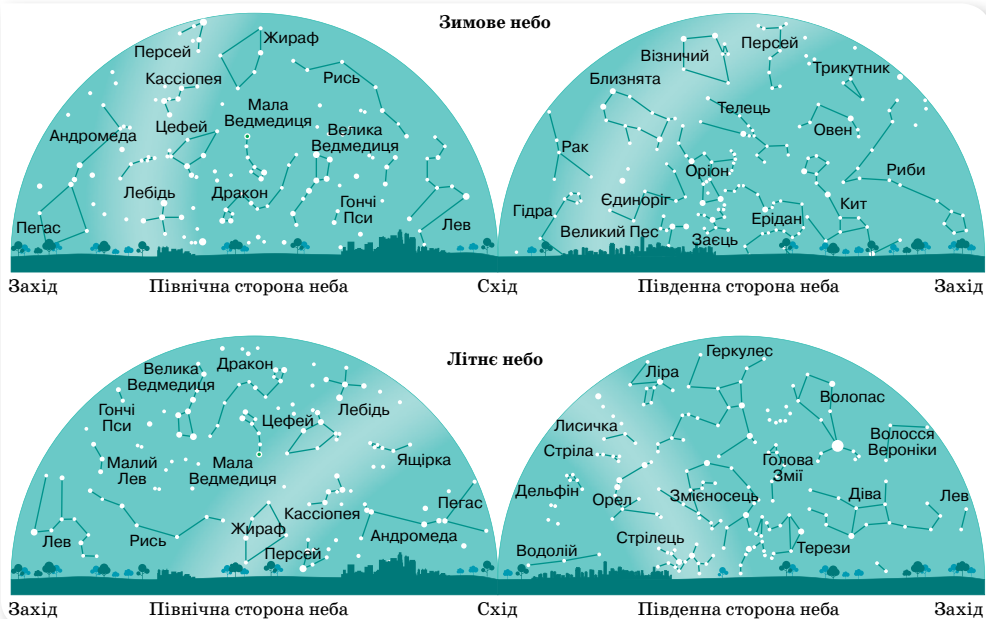 Зимове небо
Персей
Жираф
Кассіопея
Рись
Андромеда
Цефей
Мала
Ведмедиця
Велика
Ведмедиця
Лебідь
Дракон
Гончі
Пси
Пегас
Лев
Візничий
Персей
Близнята
Трикутник
Телець
Овен
Рак
Оріон
Риби
Гідра
Єдиноріг
Ерідан
Кит
Великий Пес
Заєць
Захід
Північна сторона неба
Схід
Південна сторона неба
Захід
Літнє небо
Велика
Ведмедиця
Дракон
Гончі
Пси
Цефей
Лебідь
Малий
Лев
Мала
Ведмедиця
Ящірка
Кассіопея
Пегас
Лев
Рись
Жираф
Персей
Андромеда
Геркулес
Ліра
Волопас
Лисичка
Волосся
Вероніки
Стріла
Голова
Змії
Дельфін
Орел
Змієносець
Діва
Лев
Стрілець
Водолій
Терези
Захід
Північна сторона неба
Схід
Південна сторона неба
Захід